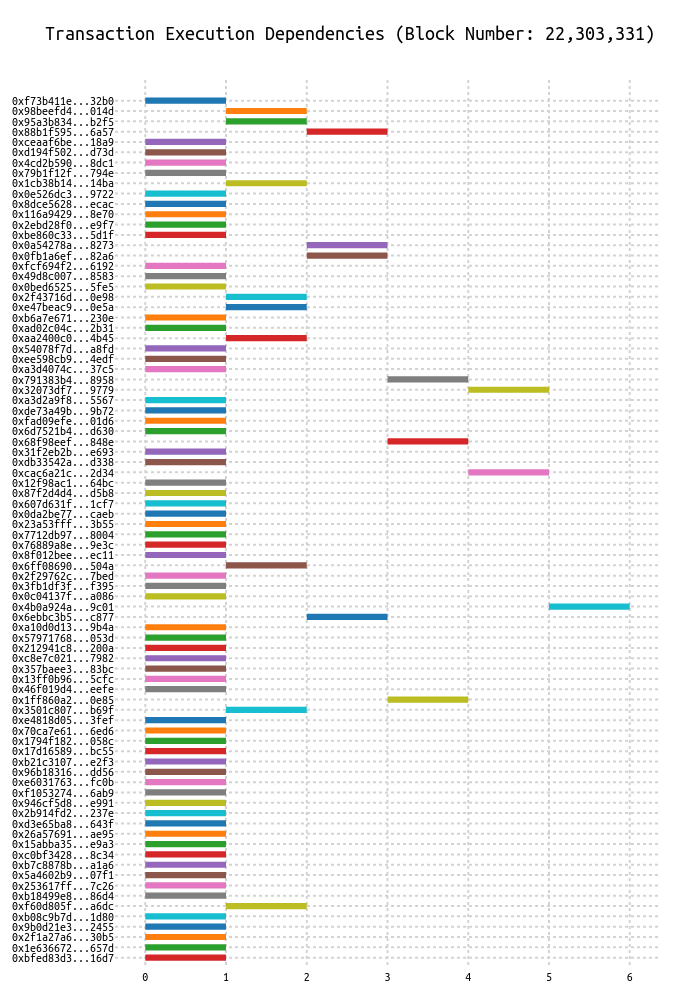 Transaction Execution Dependencies (Block Number: 22,303,331)
0xf73b411e...32b0
0x98beefd4...014d
0x95a3b834...b2f5
0x88b1f595...6a57
0xceaaf6be...18a9
0xd194f502...d73d
0x4cd2b590...8dc1
0x79b1f12f...794e
0x1cb38b14...14ba
0x0e526dc3...9722
0x8dce5628...ecac
0x116a9429...8e70
0x2ebd28f0...e9f7
0xbe860c33...5d1f
0x0a54278a...8273
0x0fb1a6ef...82a6
0xfcf694f2...6192
0x49d8c007...8583
0x0bed6525...5fe5
0x2f43716d...0e98
0xe47beac9...0e5a
0xb6a7e671...230e
0xad02c04c...2b31
0xaa2400c0...4b45
0x54078f7d...a8fd
0xee598cb9...4edf
0xa3d4074c...37c5
0x791383b4...8958
0x32073df7...9779
0xa3d2a9f8...5567
0xde73a49b...9b72
0xfad09efe...01d6
0x6d7521b4...d630
0x68f98eef...848e
0x31f2eb2b...e693
0xdb33542a...d338
0xcac6a21c...2d34
0x12f98ac1...64bc
0x87f2d4d4...d5b8
0x607d631f...1cf7
0x0da2be77...caeb
0x23a53fff...3b55
0x7712db97...8004
0x76889a8e...9e3c
0x8f012bee...ec11
0x6ff08690...504a
0x2f29762c...7bed
0x3fb1df3f...f395
0x0c04137f...a086
0x4b0a924a...9c01
0x6ebbc3b5...c877
0xa10d0d13...9b4a
0x57971768...053d
0x212941c8...200a
0xc8e7c021...7982
0x357baee3...83bc
0x13ff0b96...5cfc
0x46f019d4...eefe
0x1ff860a2...0e85
0x3501c807...b69f
0xe4818d05...3fef
0x70ca7e61...6ed6
0x1794f182...058c
0x17d16589...bc55
0xb21c3107...e2f3
0x96b18316...dd56
0xe6031763...fc0b
0xf1053274...6ab9
0x946cf5d8...e991
0x2b914fd2...237e
0xd3e65ba8...643f
0x26a57691...ae95
0x15abba35...e9a3
0xc0bf3428...8c34
0xb7c8878b...a1a6
0x5a4602b9...07f1
0x253617ff...7c26
0xb18499e8...86d4
0xf60d805f...a6dc
0xb08c9b7d...1d80
0x9b0d21e3...2455
0x2f1a27a6...30b5
0x1e636672...657d
0xbfed83d3...16d7
0 1 2 3 4 5 6